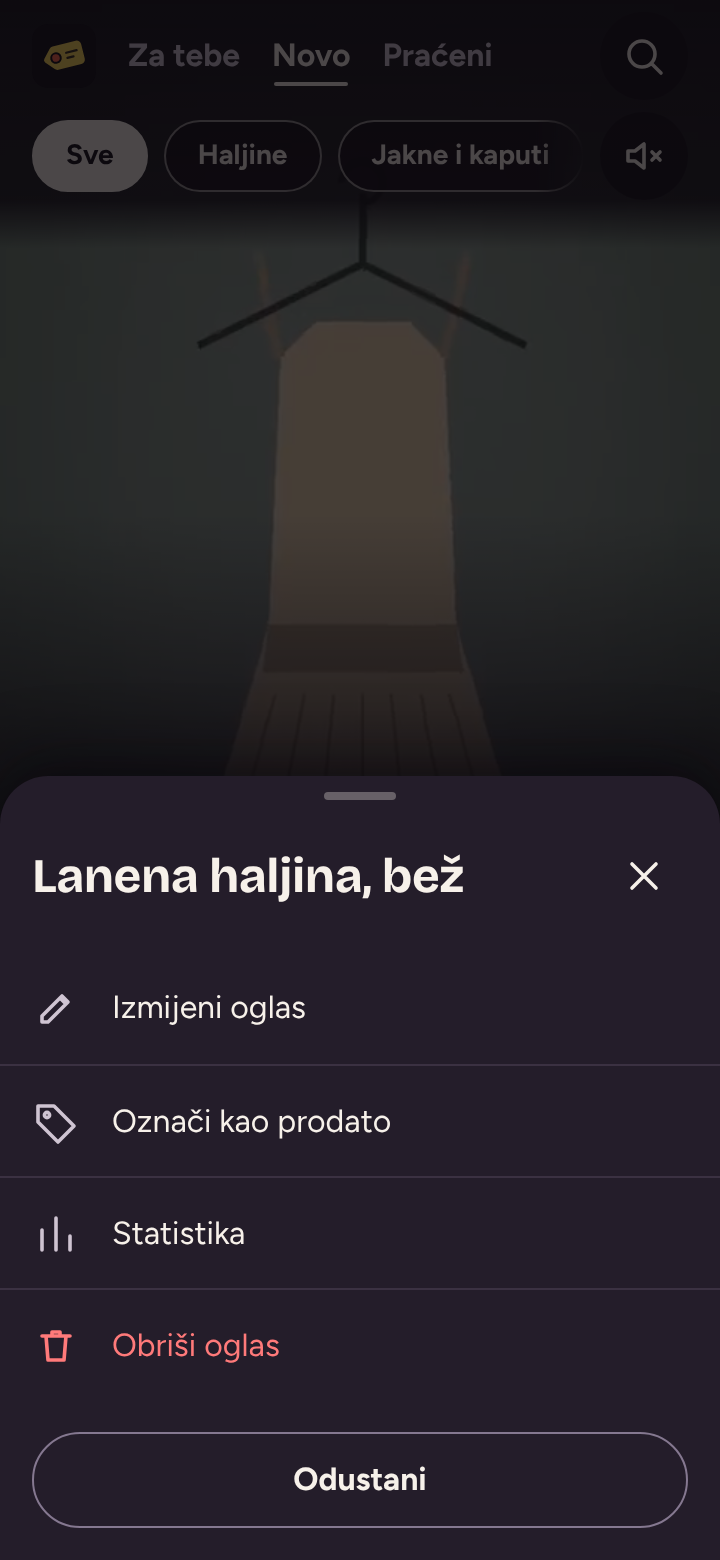 Za tebe Novo Praćeni
Sve Haljine Jakne i kaputi
Lanena haljina, bež
Izmijeni oglas
Označi kao prodato
Statistika
Obriši oglas
Odustani